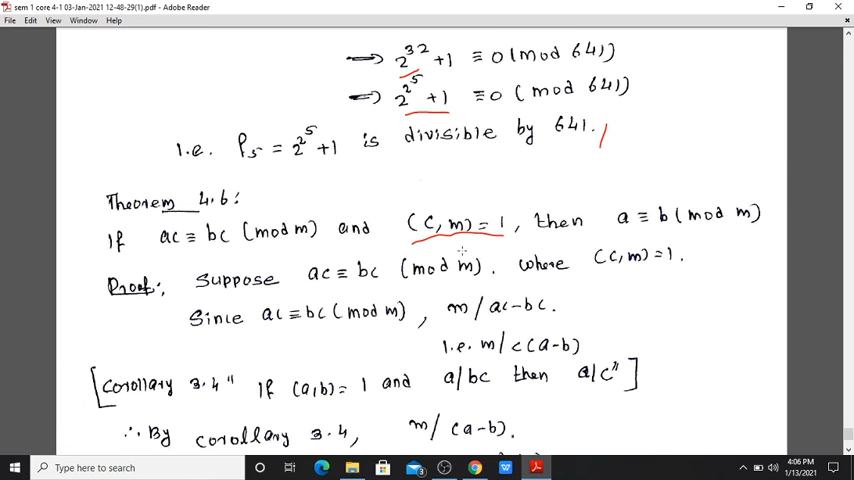 sem 1 core 4-1 03-Jan-2021 12-48-29(1).pdf - Adobe Reader
File Edit View Window Help
⟹ 2^32 +1 ≡ 0 (mod 641)
⟹ 2^2^5 +1 ≡ 0 (mod 641)
I.e. P₅ = 2^2^5 +1 is divisible by 641.
Theorem 4.6:
If ac ≡ bc (mod m) and (c, m) = 1, then a ≡ b (mod m)
Proof: Suppose ac ≡ bc (mod m). where (c, m) = 1.
Since ac ≡ bc (mod m), m/ac-bc.
I.e. m/c(a-b)
[Corollary 3.4 " If (a,b) = 1 and a/bc then a/c"]
∴ By corollary 3.4, m/(a-b).
Type here to search
3
4:06 PM
1/13/2021